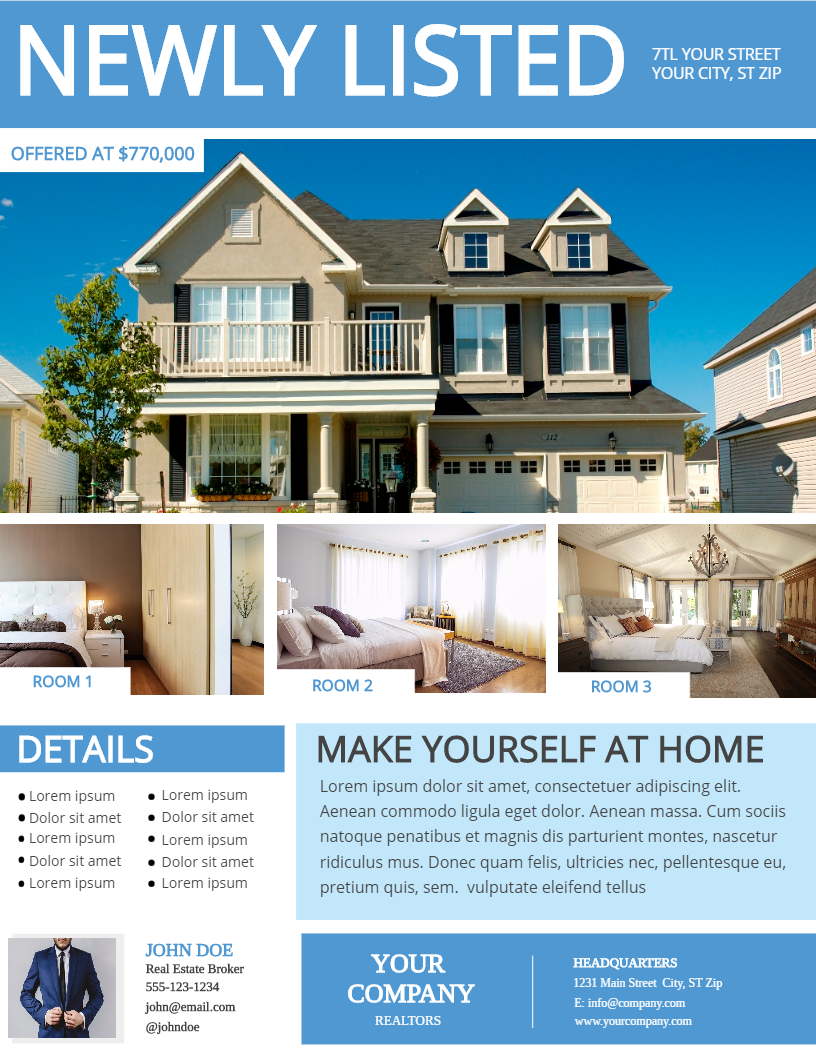 NEWLY LISTED
7TL YOUR STREET
YOUR CITY, ST ZIP
OFFERED AT $770,000
112
ROOM 1
ROOM 2
ROOM 3
DETAILS
Lorem ipsum
Dolor sit amet
Lorem ipsum
Dolor sit amet
Lorem ipsum
Lorem ipsum
Dolor sit amet
Lorem ipsum
Dolor sit amet
Lorem ipsum
MAKE YOURSELF AT HOME
Lorem ipsum dolor sit amet, consectetuer adipiscing elit.
Aenean commodo ligula eget dolor. Aenean massa. Cum sociis
natoque penatibus et magnis dis parturient montes, nascetur
ridiculus mus. Donec quam felis, ultricies nec, pellentesque eu,
pretium quis, sem.  vulputate eleifend tellus
JOHN DOE
Real Estate Broker
555-123-1234
john@email.com
@johndoe
YOUR
COMPANY
REALTORS
HEADQUARTERS
1231 Main Street  City, ST Zip
E: info@company.com
www.yourcompany.com